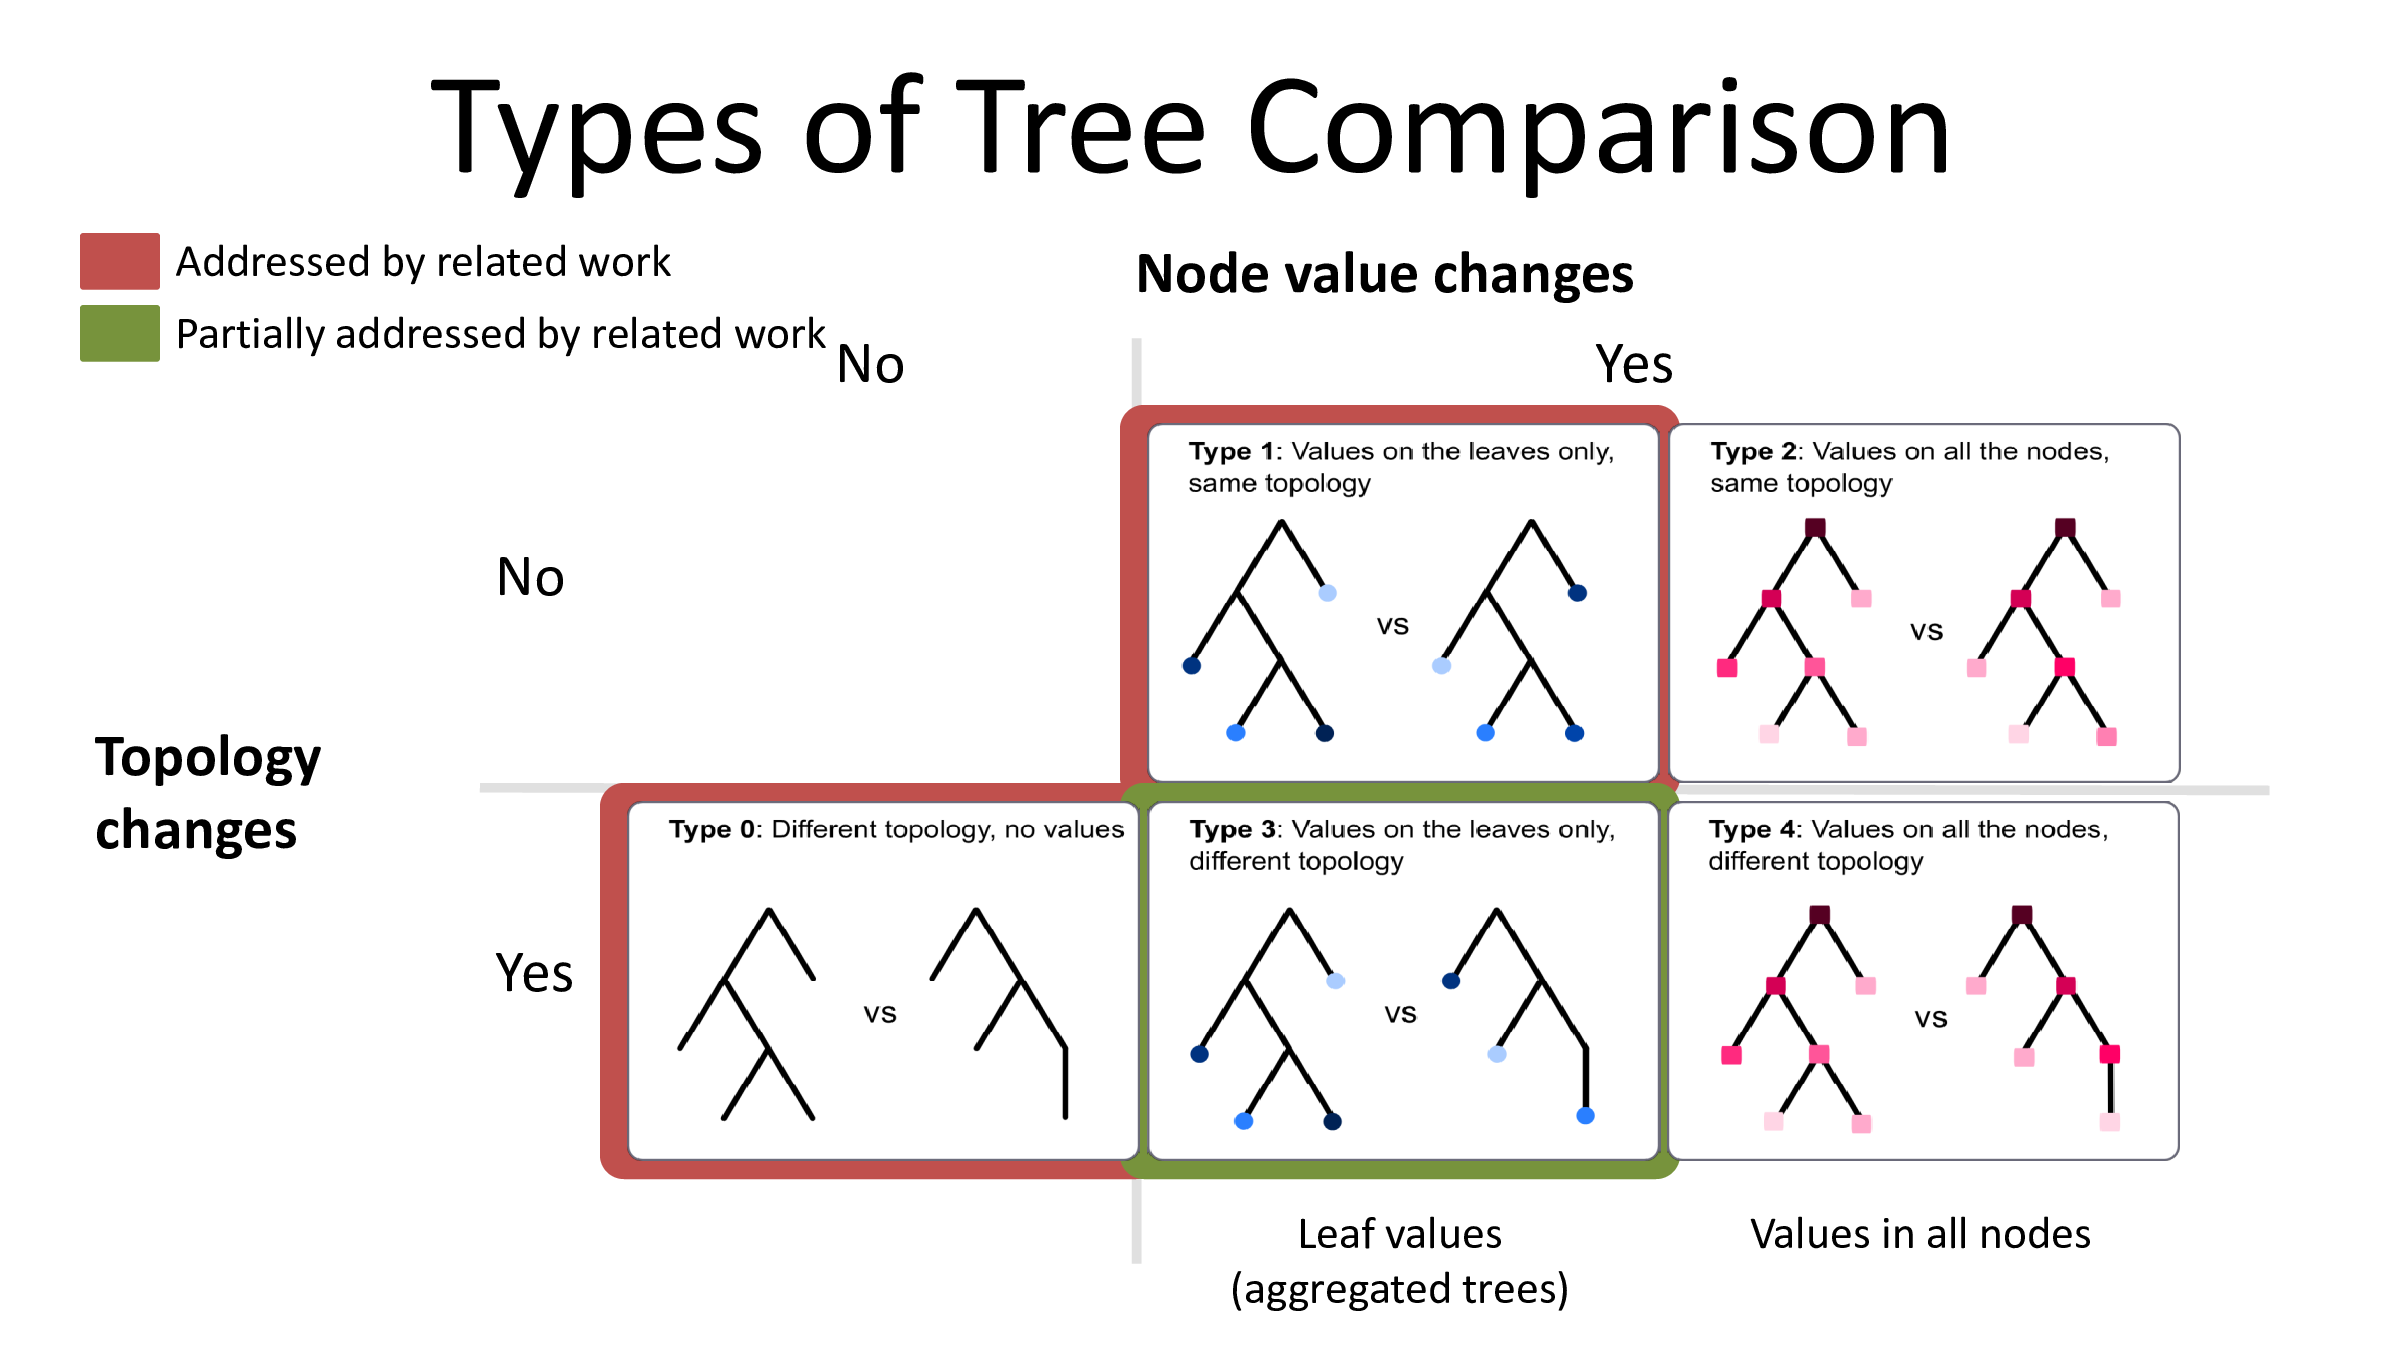 Types of Tree Comparison
Addressed by related work
Partially addressed by related work
Node value changes
No
Yes
No
Type 1: Values on the leaves only,
same topology
vs
Type 2: Values on all the nodes,
same topology
vs
Topology
changes
Yes
Type 0: Different topology, no values
vs
Type 3: Values on the leaves only,
different topology
vs
Type 4: Values on all the nodes,
different topology
vs
Leaf values
(aggregated trees)
Values in all nodes